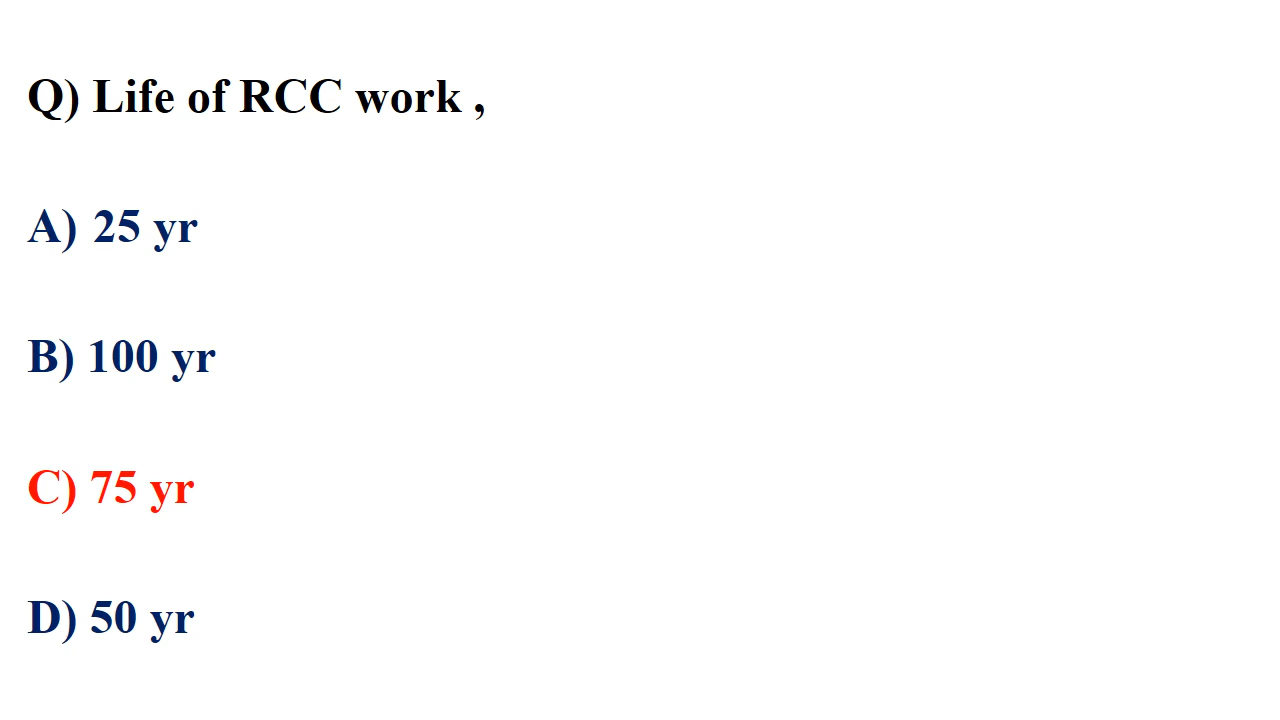 Q) Life of RCC work ,
A) 25 yr
B) 100 yr
C) 75 yr
D) 50 yr